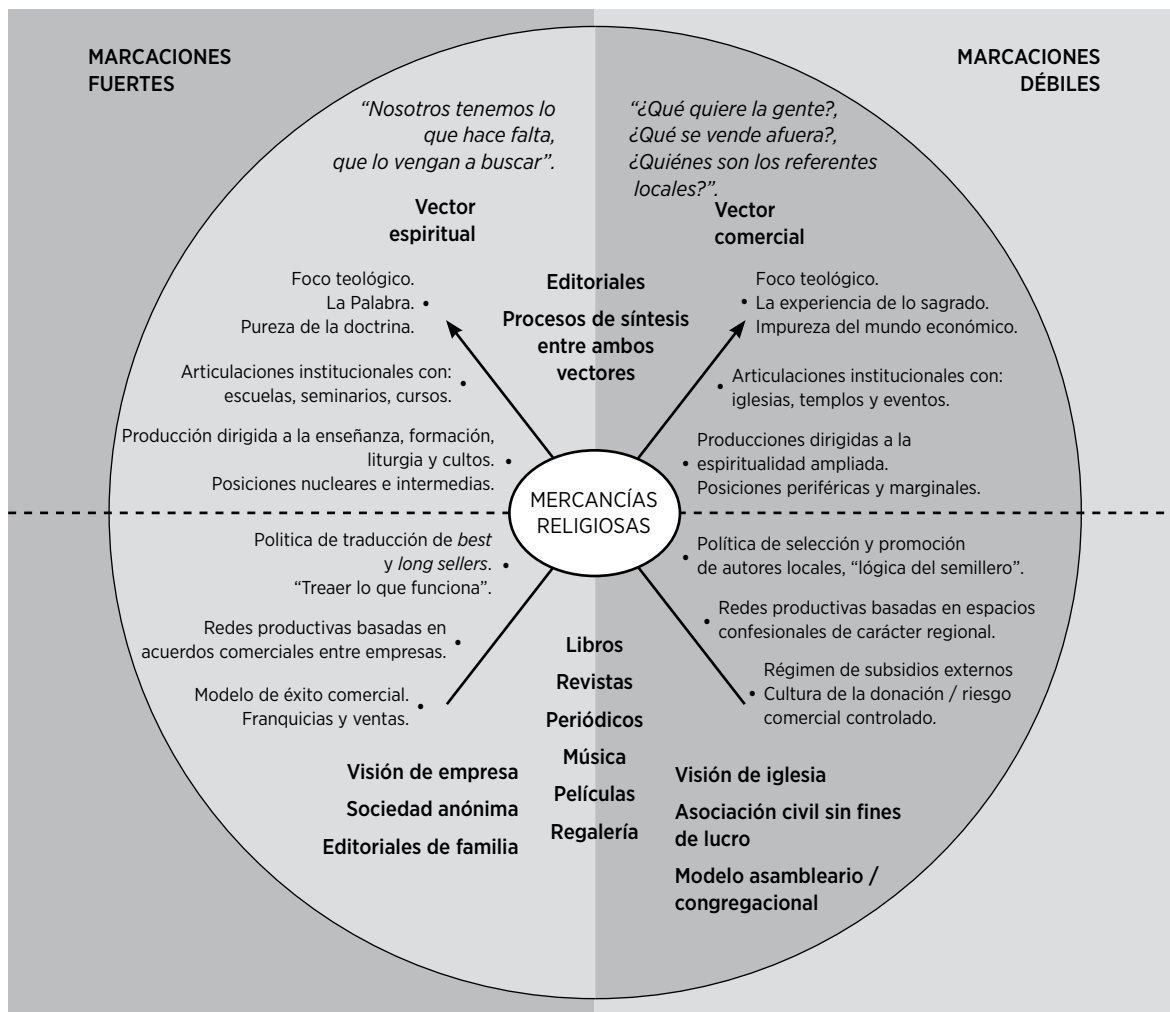 MARCACIONES
FUERTES
MARCACIONES
DÉBILES
“Nosotros tenemos lo
que hace falta,
que lo vengan a buscar”.
“¿Qué quiere la gente?,
¿Qué se vende afuera?,
¿Quiénes son los referentes
locales?”.
Vector
espiritual
Vector
comercial
Foco teológico.
La Palabra. •
Pureza de la doctrina.
Editoriales
Procesos de síntesis
entre ambos
vectores
Foco teológico.
• La experiencia de lo sagrado.
Impureza del mundo económico.
Articulaciones institucionales con:
escuelas, seminarios, cursos. •
Articulaciones institucionales con:
• iglesias, templos y eventos.
Producción dirigida a la enseñanza, formación,
liturgia y cultos. •
Posiciones nucleares e intermedias.
Producciones dirigidas a la
• espiritualidad ampliada.
Posiciones periféricas y marginales.
MERCANCÍAS
RELIGIOSAS
Politica de traducción de best
y long sellers. •
“Treaer lo que funciona”.
Política de selección y promoción
• de autores locales, “lógica del semillero”.
Redes productivas basadas en
acuerdos comerciales entre empresas. •
Redes productivas basadas en espacios
• confesionales de carácter regional.
Modelo de éxito comercial. •
Franquicias y ventas.
Régimen de subsidios externos
• Cultura de la donación / riesgo
comercial controlado.
Libros
Revistas
Periódicos
Música
Películas
Regalería
Visión de empresa
Sociedad anónima
Editoriales de familia
Visión de iglesia
Asociación civil sin fines
de lucro
Modelo asambleario /
congregacional